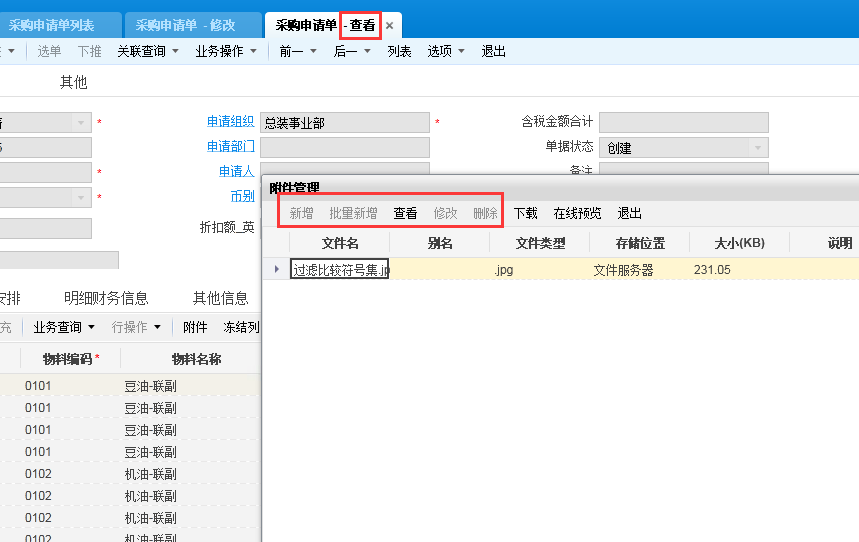 采购申请单列表 采购申请单 - 修改 采购申请单 - 查看 ×
选单 下推 关联查询 业务操作 前一 后一 列表 选项 退出
其他
* 申请组织 总装事业部 * 含税金额合计
申请部门 单据状态 创建
* 申请人 备注
* 币别
折扣额_英
附件管理
新增 批量新增 查看 修改 删除 下载 在线预览 退出
文件名 别名 文件类型 存储位置 大小(KB) 说明
过滤比较符号集.jp .jpg 文件服务器 231.05
安排 明细财务信息 其他信息
充 业务查询 行操作 附件 冻结列
物料编码* 物料名称
0101 豆油-联副
0101 豆油-联副
0101 豆油-联副
0101 豆油-联副
0102 机油-联副
0102 机油-联副
0102 机油-联副
0102 机油-联副